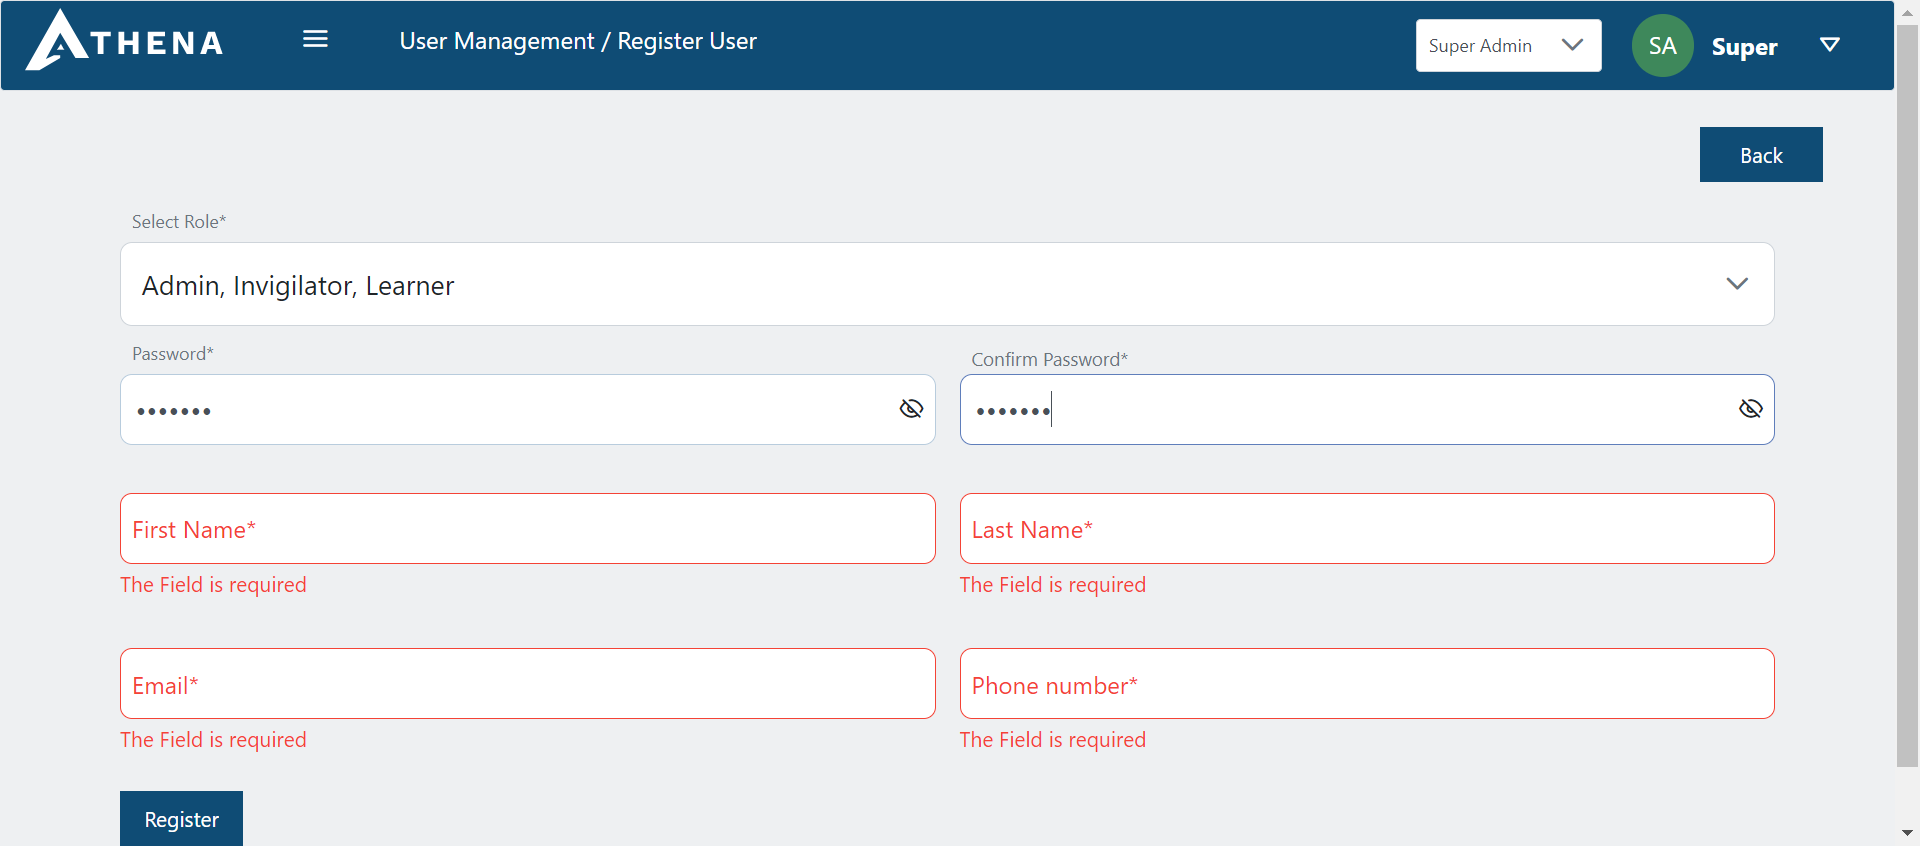 ATHENA
User Management / Register User
Super Admin
SA
Super
Back
Select Role*
Admin, Invigilator, Learner
Password*
Confirm Password*
•••••••
•••••••
First Name*
Last Name*
The Field is required
The Field is required
Email*
Phone number*
The Field is required
The Field is required
Register